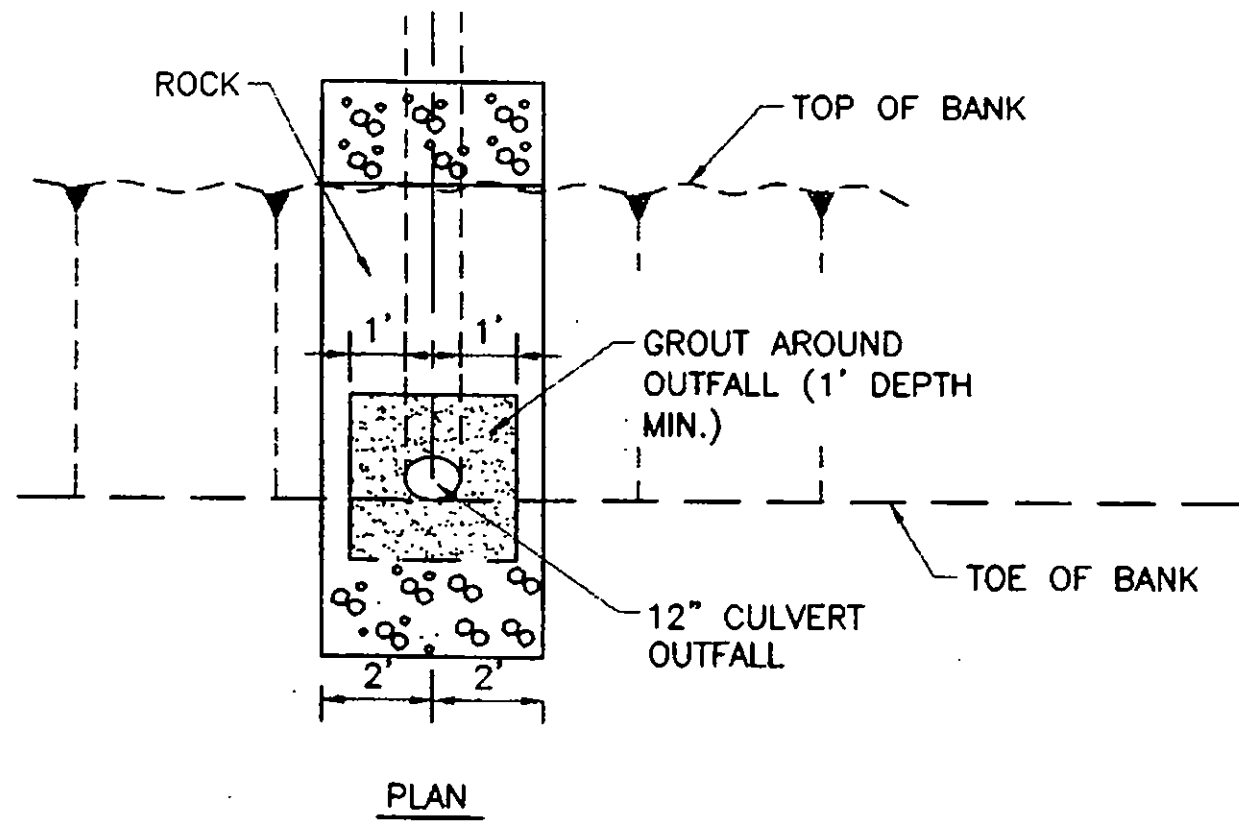 ROCK
TOP OF BANK
1' 1'
GROUT AROUND
OUTFALL (1' DEPTH
MIN.)
TOE OF BANK
12" CULVERT
OUTFALL
2' 2'
PLAN